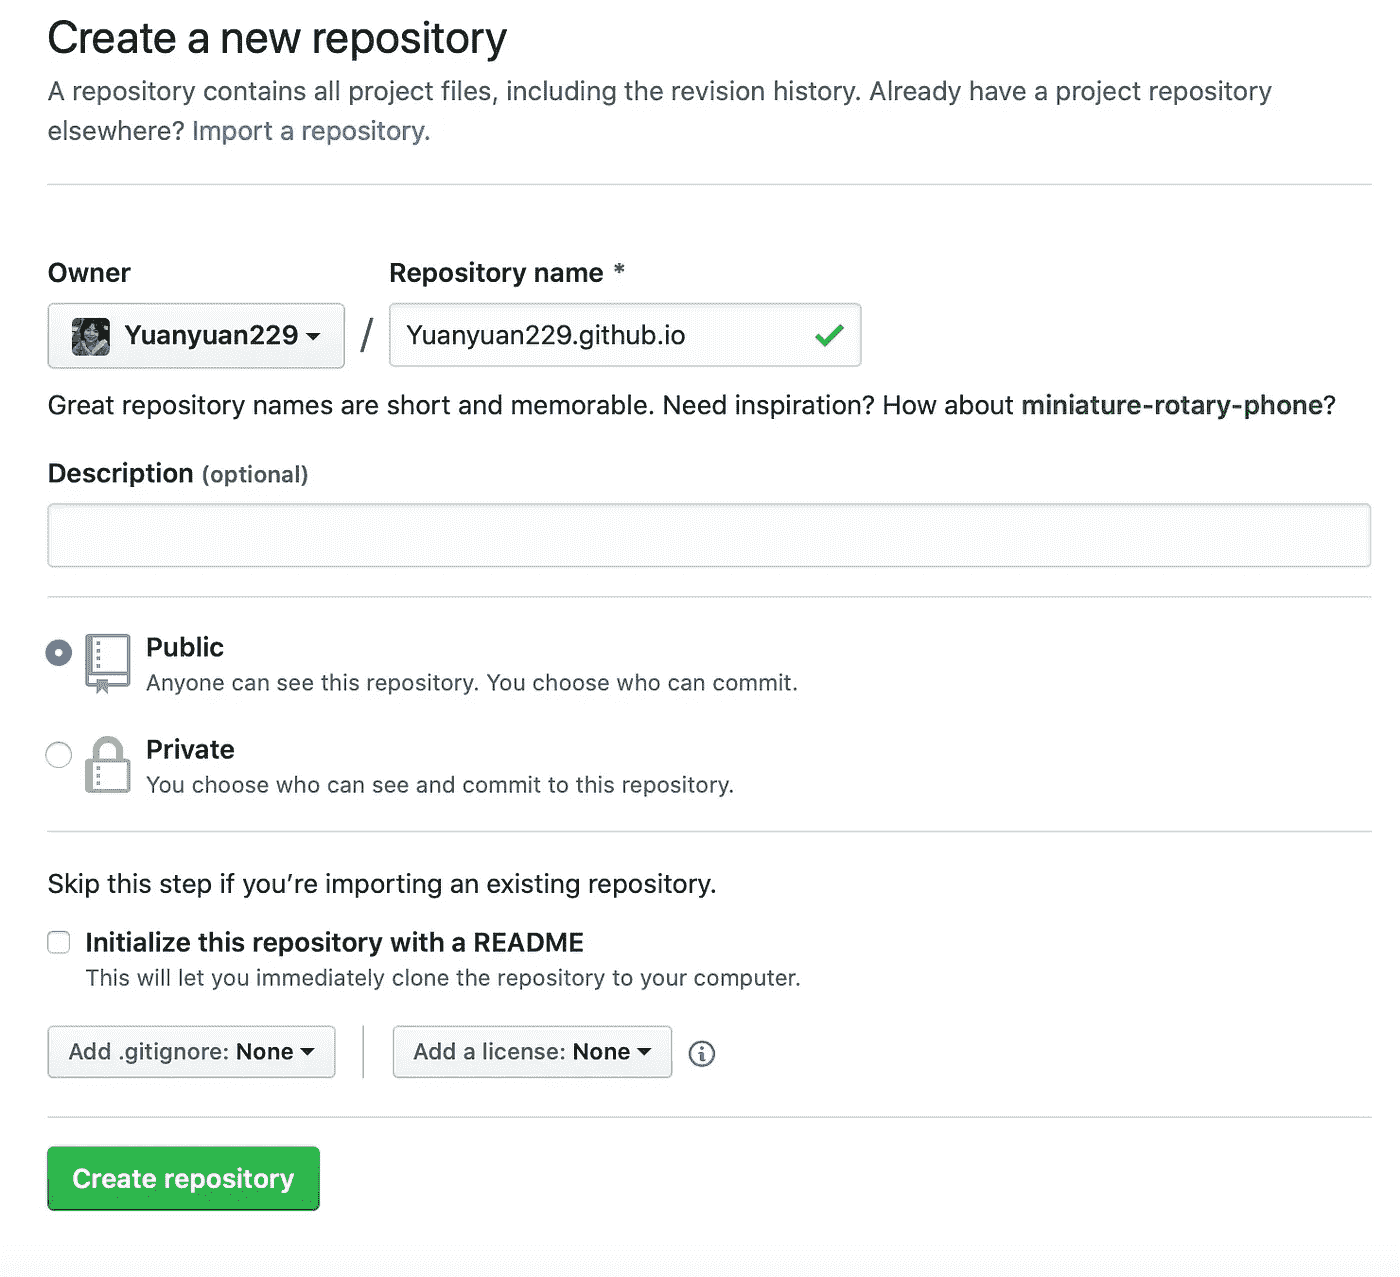 Create a new repository
A repository contains all project files, including the revision history. Already have a project repository
elsewhere? Import a repository.
Owner
Repository name *
Yuanyuan229
/
Yuanyuan229.github.io
Great repository names are short and memorable. Need inspiration? How about miniature-rotary-phone?
Description (optional)
Public
Anyone can see this repository. You choose who can commit.
Private
You choose who can see and commit to this repository.
Skip this step if you’re importing an existing repository.
Initialize this repository with a README
This will let you immediately clone the repository to your computer.
Add .gitignore: None
Add a license: None
Create repository